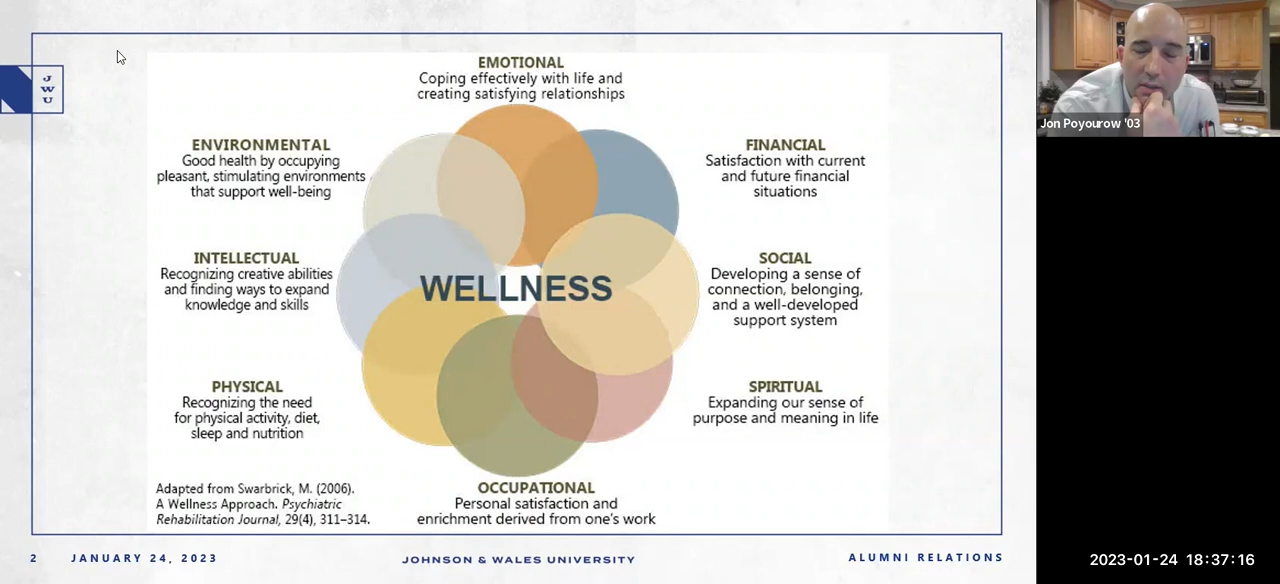 J
W
U
EMOTIONAL
Coping effectively with life and
creating satisfying relationships
ENVIRONMENTAL
Good health by occupying
pleasant, stimulating environments
that support well-being
FINANCIAL
Satisfaction with current
and future financial
situations
INTELLECTUAL
Recognizing creative abilities
and finding ways to expand
knowledge and skills
WELLNESS
SOCIAL
Developing a sense of
connection, belonging,
and a well-developed
support system
PHYSICAL
Recognizing the need
for physical activity, diet,
sleep and nutrition
SPIRITUAL
Expanding our sense of
purpose and meaning in life
Adapted from Swarbrick, M. (2006).
A Wellness Approach. Psychiatric
Rehabilitation Journal, 29(4), 311–314.
OCCUPATIONAL
Personal satisfaction and
enrichment derived from one's work
2 JANUARY 24, 2023
JOHNSON & WALES UNIVERSITY
ALUMNI RELATIONS
Jon Poyourow '03
2023-01-24 18:37:16